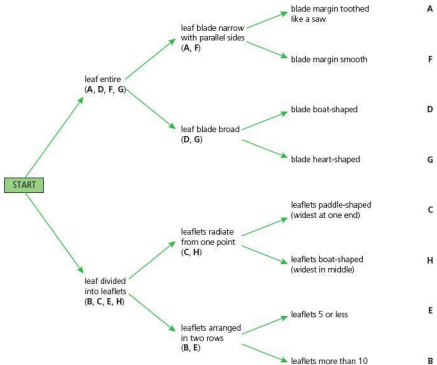 blade margin toothed
like a saw
A
leaf blade narrow
with parallel sides
(A, F)
blade margin smooth
F
leaf entire
(A, D, F, G)
blade boat-shaped
D
leaf blade broad
(D, G)
blade heart-shaped
G
START
leaflets paddle-shaped
(widest at one end)
C
leaflets radiate
from one point
(C, H)
leaflets boat-shaped
(widest in middle)
H
leaf divided
into leaflets
(B, C, E, H)
leaflets 5 or less
E
leaflets arranged
in two rows
(B, E)
leaflets more than 10
B